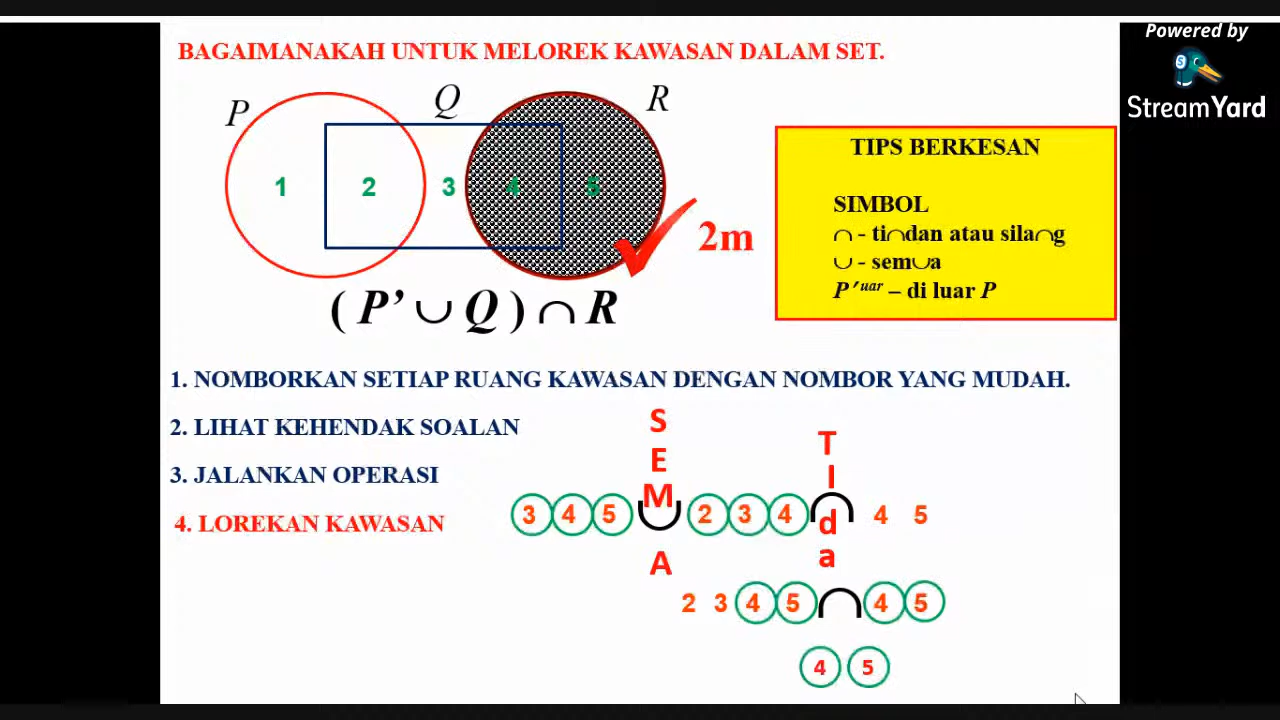 Powered by
StreamYard
BAGAIMANAKAH UNTUK MELOREK KAWASAN DALAM SET.
P Q R
1 2 3 4 5
2m
( P’ ∪ Q ) ∩ R
TIPS BERKESAN
SIMBOL
∩ - ti∩dan atau sila∩g
∪ - sem∪a
P’uar – di luar P
1. NOMBORKAN SETIAP RUANG KAWASAN DENGAN NOMBOR YANG MUDAH.
2. LIHAT KEHENDAK SOALAN
3. JALANKAN OPERASI
4. LOREKAN KAWASAN
S
E
M
∪
A
T
I
∩
d
a
3 4 5 ∪ 2 3 4 ∩ 4 5
2 3 4 5 ∩ 4 5
4 5